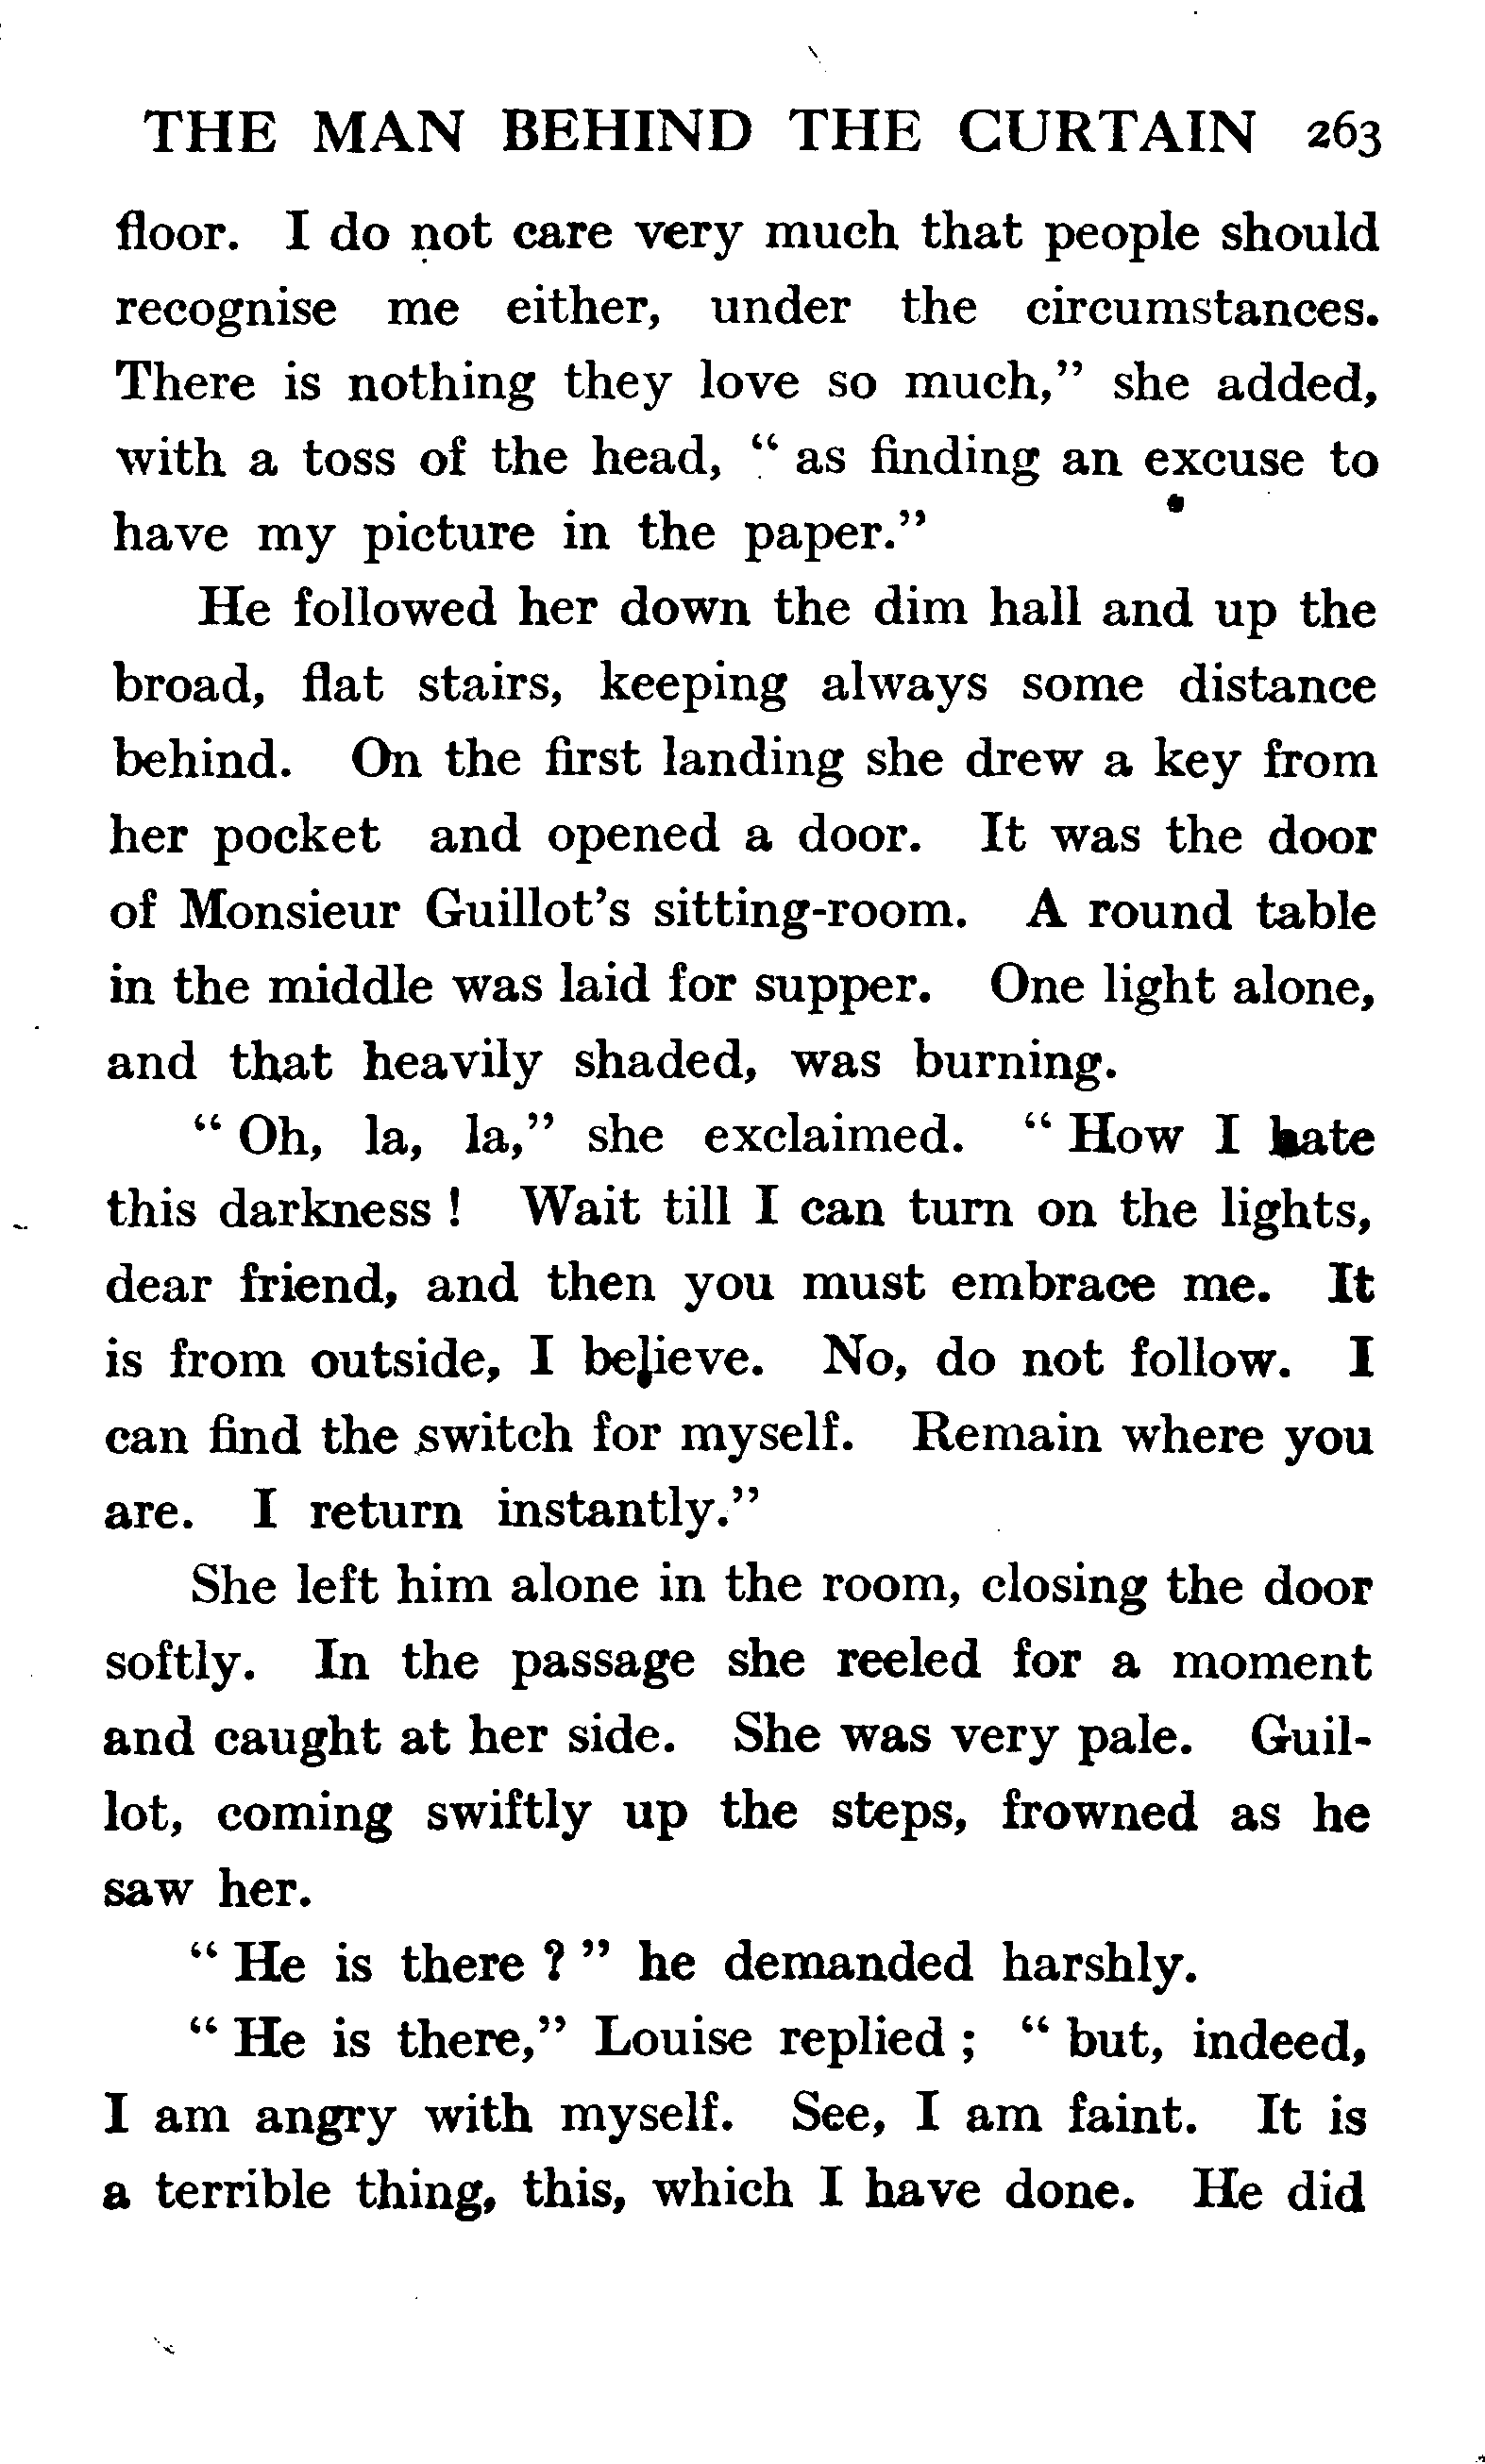 THE MAN BEHIND THE CURTAIN 263
floor. I do not care very much that people should
recognise me either, under the circumstances.
There is nothing they love so much,” she added,
with a toss of the head, “ as finding an excuse to
have my picture in the paper.”
He followed her down the dim hall and up the
broad, flat stairs, keeping always some distance
behind. On the first landing she drew a key from
her pocket and opened a door. It was the door
of Monsieur Guillot’s sitting-room. A round table
in the middle was laid for supper. One light alone,
and that heavily shaded, was burning.
“ Oh, la, la,” she exclaimed. “ How I hate
this darkness ! Wait till I can turn on the lights,
dear friend, and then you must embrace me. It
is from outside, I believe. No, do not follow. I
can find the switch for myself. Remain where you
are. I return instantly.”
She left him alone in the room, closing the door
softly. In the passage she reeled for a moment
and caught at her side. She was very pale. Guil-
lot, coming swiftly up the steps, frowned as he
saw her.
“ He is there ? ” he demanded harshly.
“ He is there,” Louise replied ; “ but, indeed,
I am angry with myself. See, I am faint. It is
a terrible thing, this, which I have done. He did